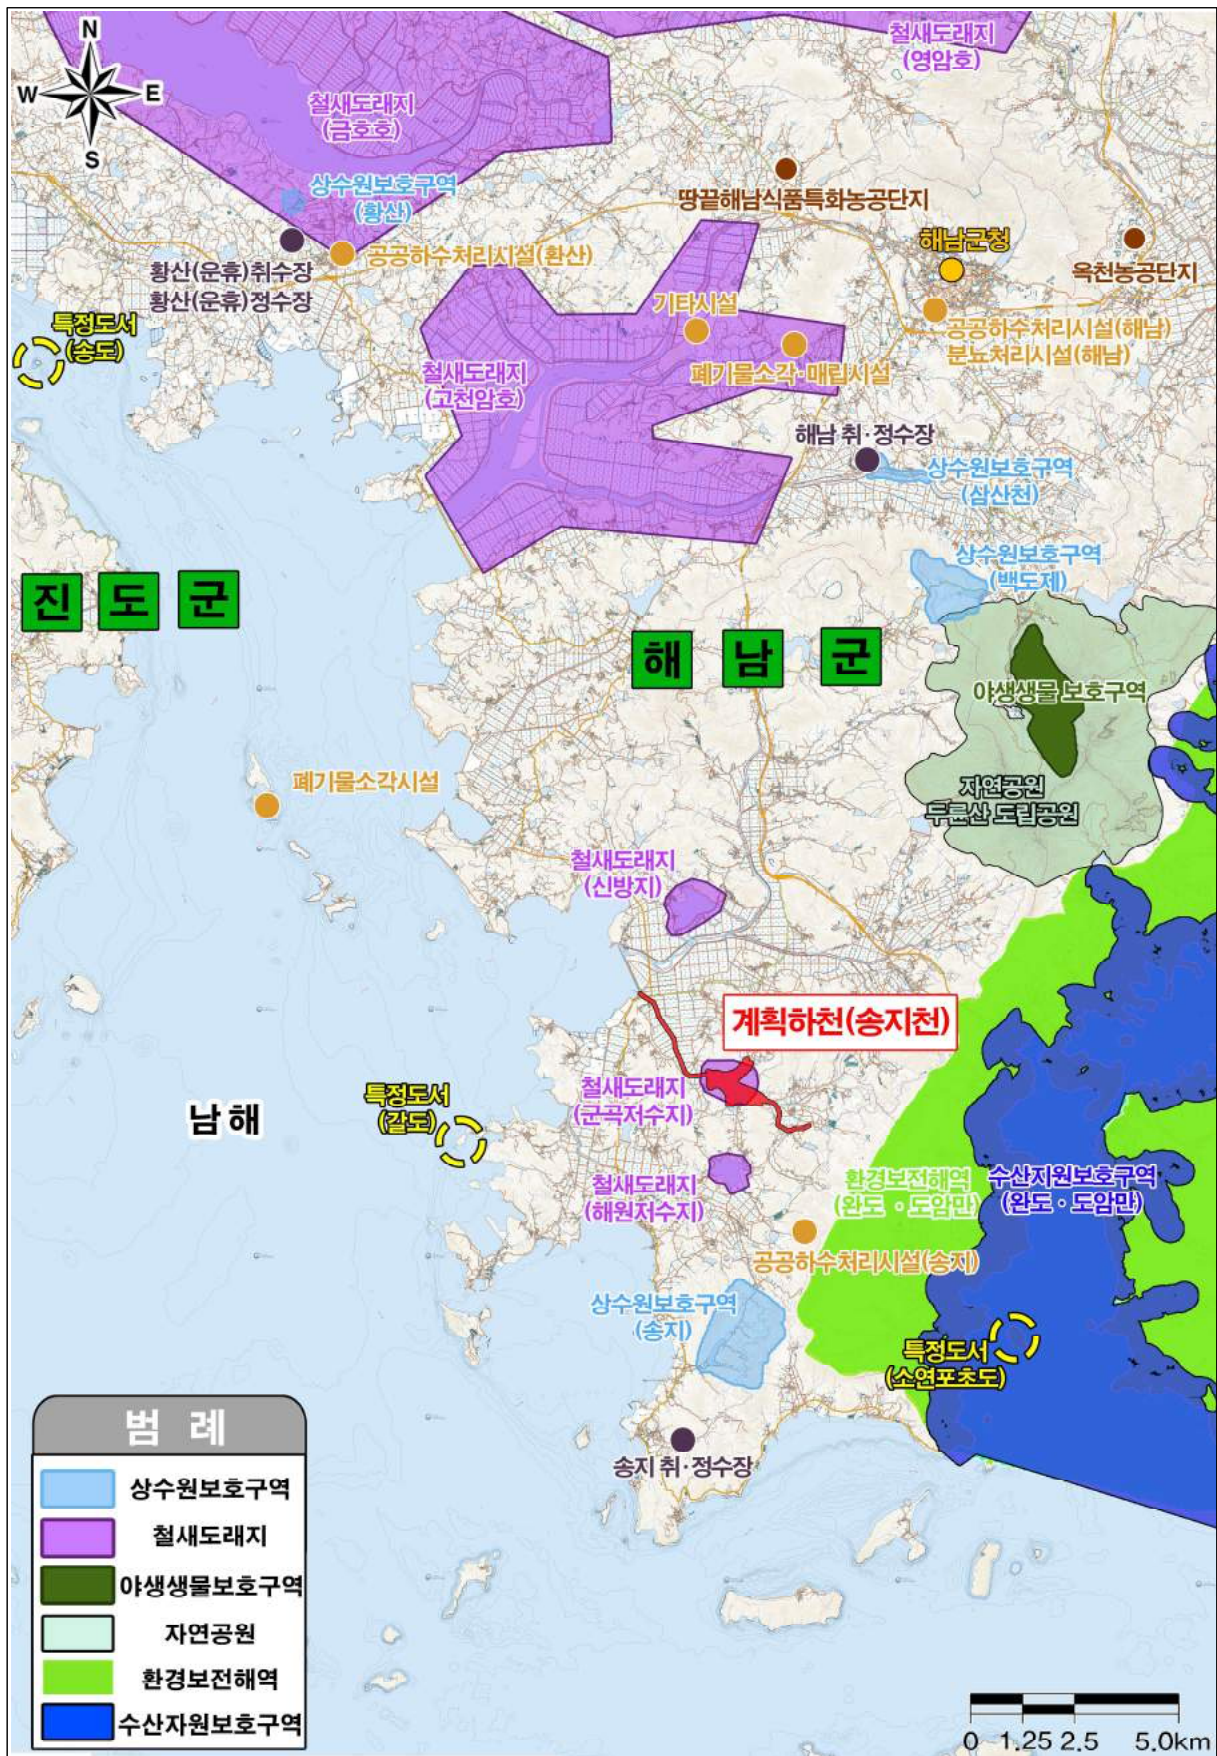 N
W
E
S
철새도래지
(영암호)
철새도래지
(금호호)
상수원보호구역
(황산)
땅끝해남식품특화농공단지
해남군청
옥천농공단지
공공하수처리시설(환산)
황산(운휴)취수장
황산(운휴)정수장
특정도서
(송도)
기타시설
공공하수처리시설(해남)
분뇨처리시설(해남)
철새도래지
(고천암호)
폐기물소각·매립시설
해남 취·정수장
상수원보호구역
(삼산천)
상수원보호구역
(백도제)
진 도 군
해 남 군
야생생물 보호구역
자연공원
두륜산 도립공원
폐기물소각시설
철새도래지
(신방지)
계획하천(송지천)
철새도래지
(군곡저수지)
특정도서
(갈도)
남해
철새도래지
(해원저수지)
환경보전해역
(완도·도암만)
수산자원보호구역
(완도·도암만)
공공하수처리시설(송지)
상수원보호구역
(송지)
특정도서
(소연포초도)
송지 취·정수장
범 례
상수원보호구역
철새도래지
야생생물보호구역
자연공원
환경보전해역
수산자원보호구역
0 1.25 2.5 5.0km